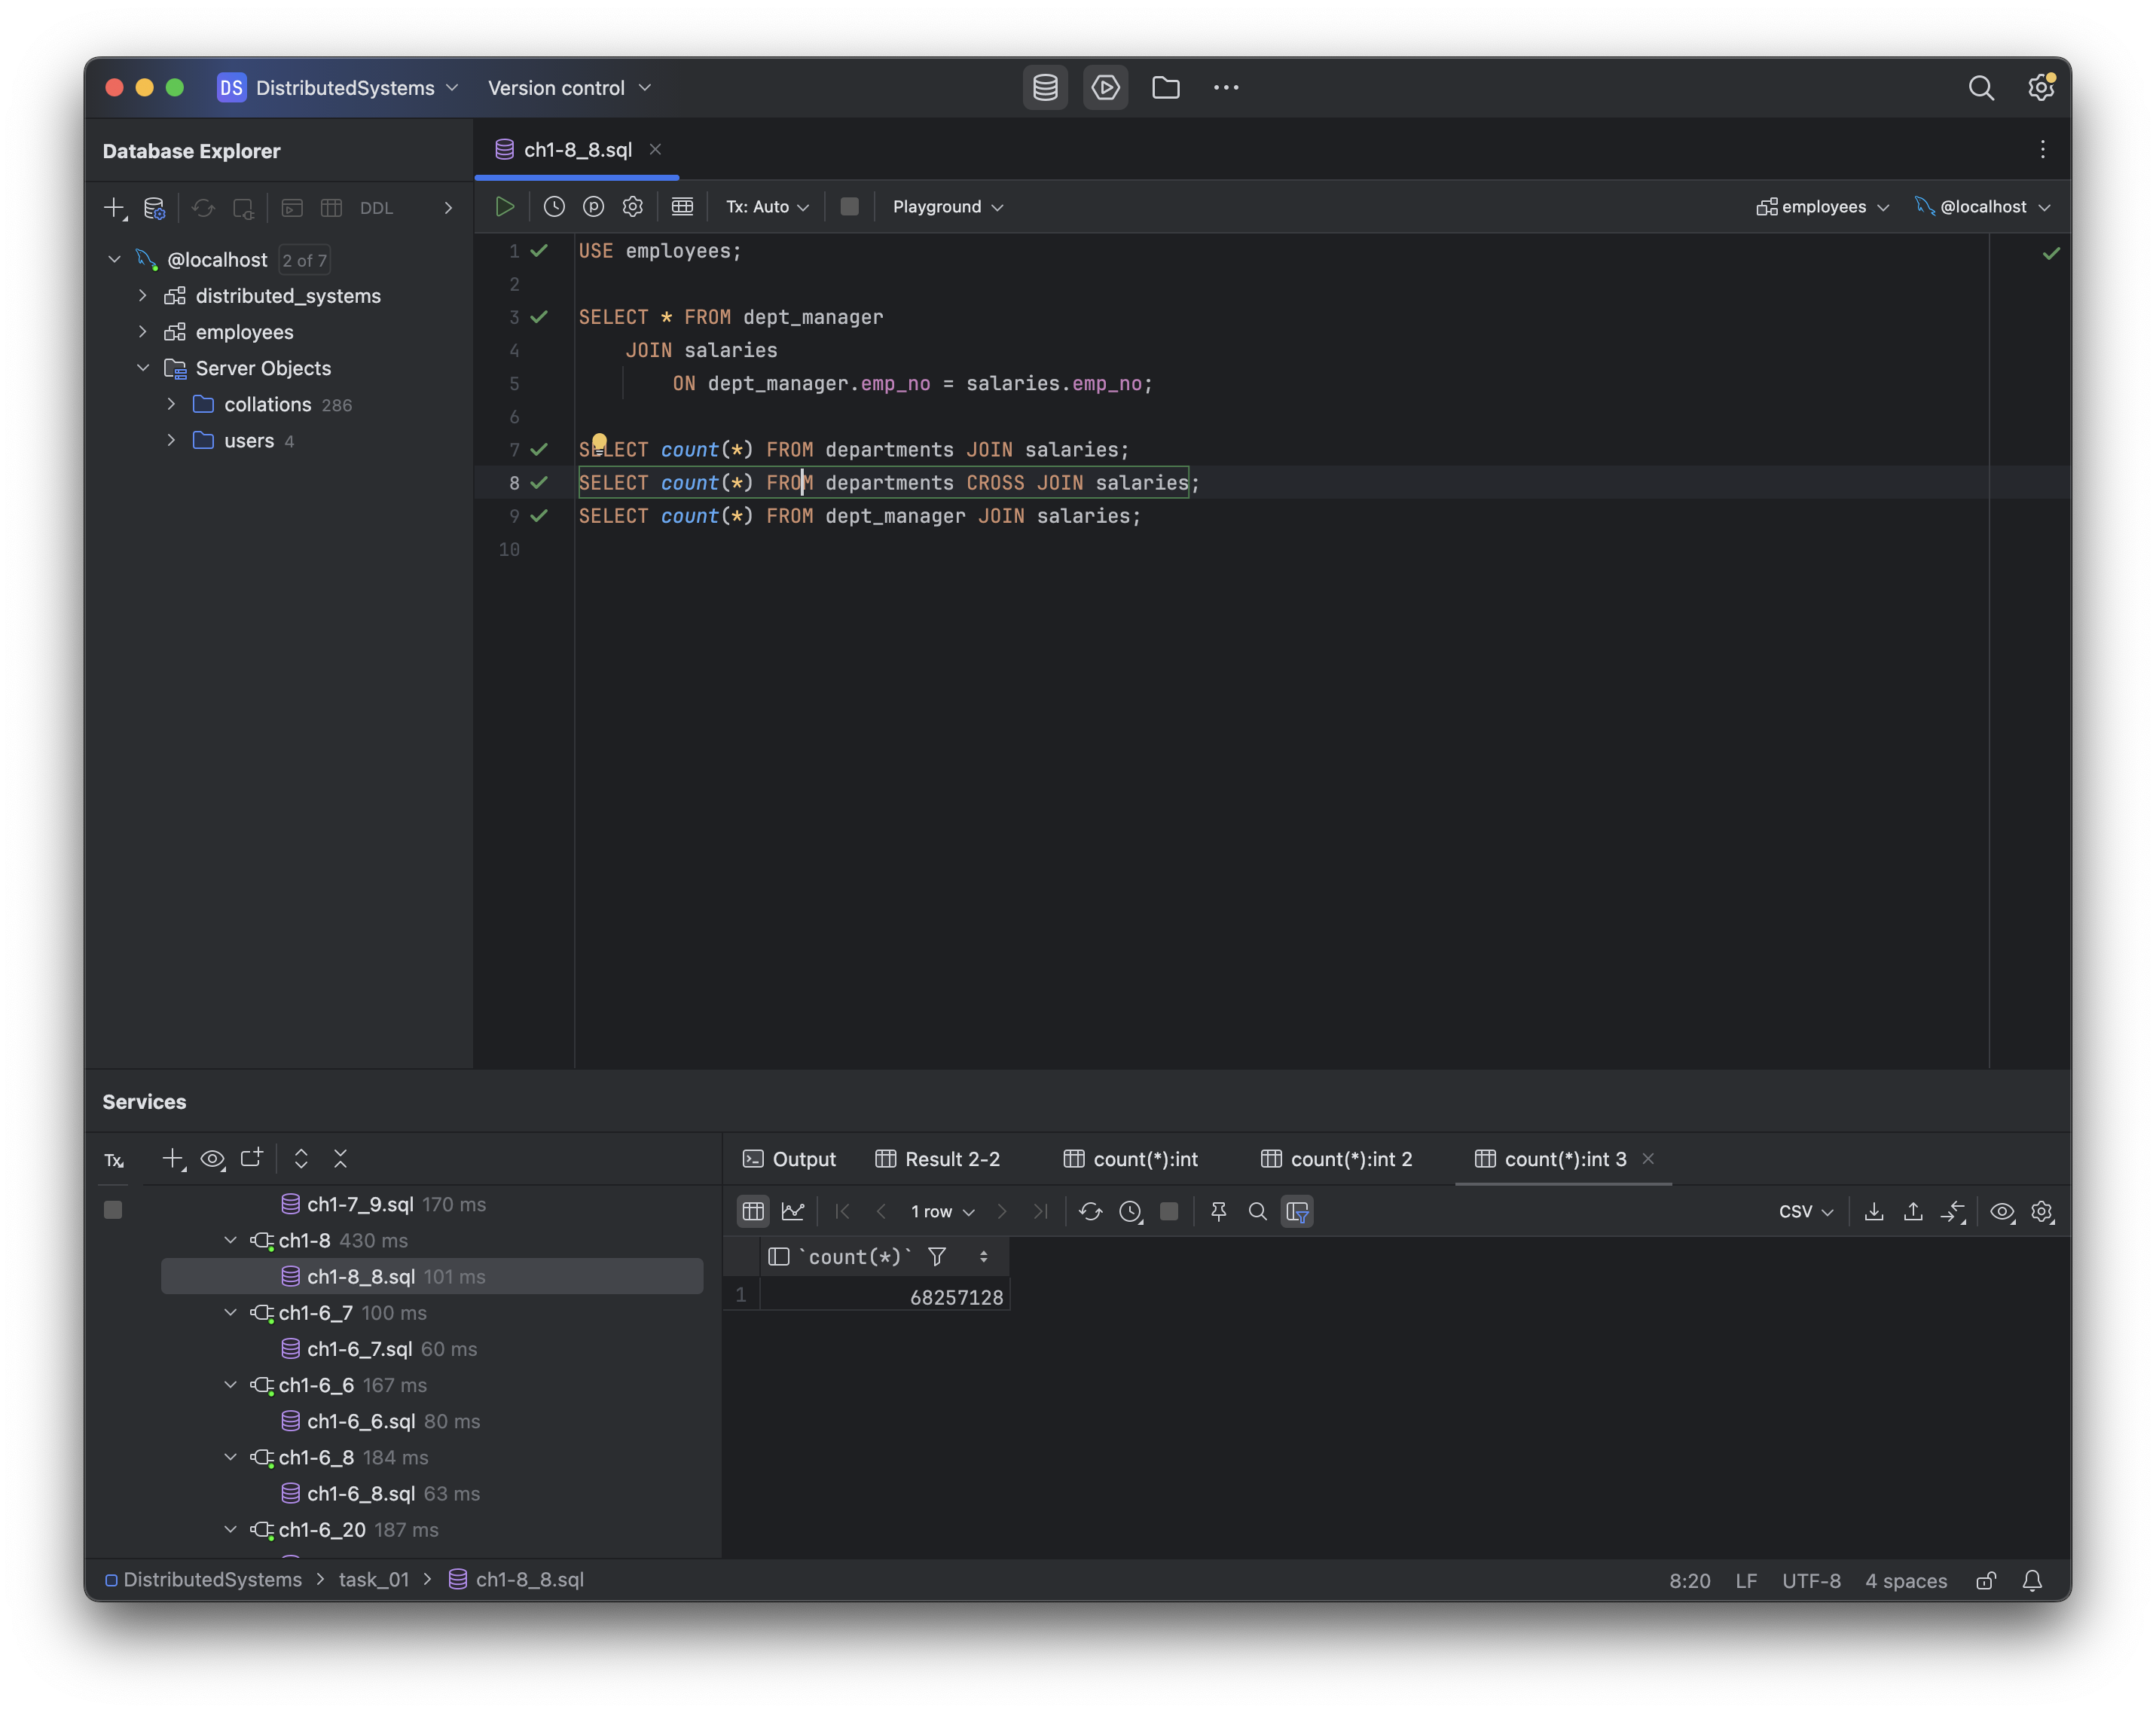 DS DistributedSystems Version control
Database Explorer
ch1-8_8.sql
DDL
Tx: Auto Playground employees @localhost
@localhost 2 of 7
distributed_systems
employees
Server Objects
collations 286
users 4
1 USE employees;
2
3 SELECT * FROM dept_manager
4 JOIN salaries
5 ON dept_manager.emp_no = salaries.emp_no;
6
7 SELECT count(*) FROM departments JOIN salaries;
8 SELECT count(*) FROM departments CROSS JOIN salaries;
9 SELECT count(*) FROM dept_manager JOIN salaries;
10
Services
Tx
Output Result 2-2 count(*):int count(*):int 2 count(*):int 3
ch1-7_9.sql 170 ms
ch1-8 430 ms
ch1-8_8.sql 101 ms
ch1-6_7 100 ms
ch1-6_7.sql 60 ms
ch1-6_6 167 ms
ch1-6_6.sql 80 ms
ch1-6_8 184 ms
ch1-6_8.sql 63 ms
ch1-6_20 187 ms
1 row CSV
`count(*)`
1 68257128
DistributedSystems > task_01 > ch1-8_8.sql
8:20 LF UTF-8 4 spaces